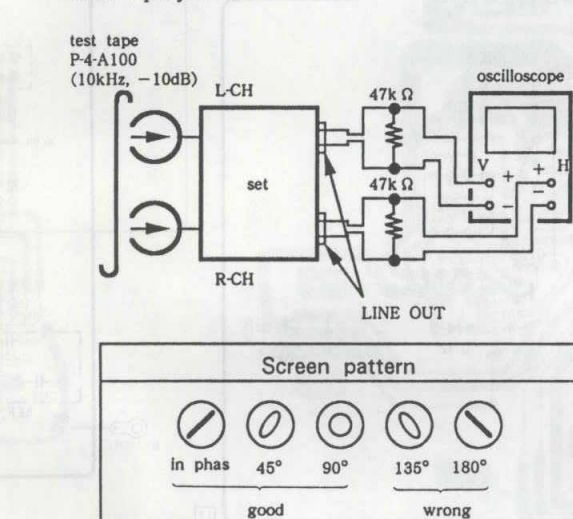 test tape
P-4-A100
(10kHz, −10dB)
L-CH
47k Ω
oscilloscope
set
V + + H
− −
47k Ω
R-CH
LINE OUT
Screen pattern
in phas 45° 90° 135° 180°
good wrong